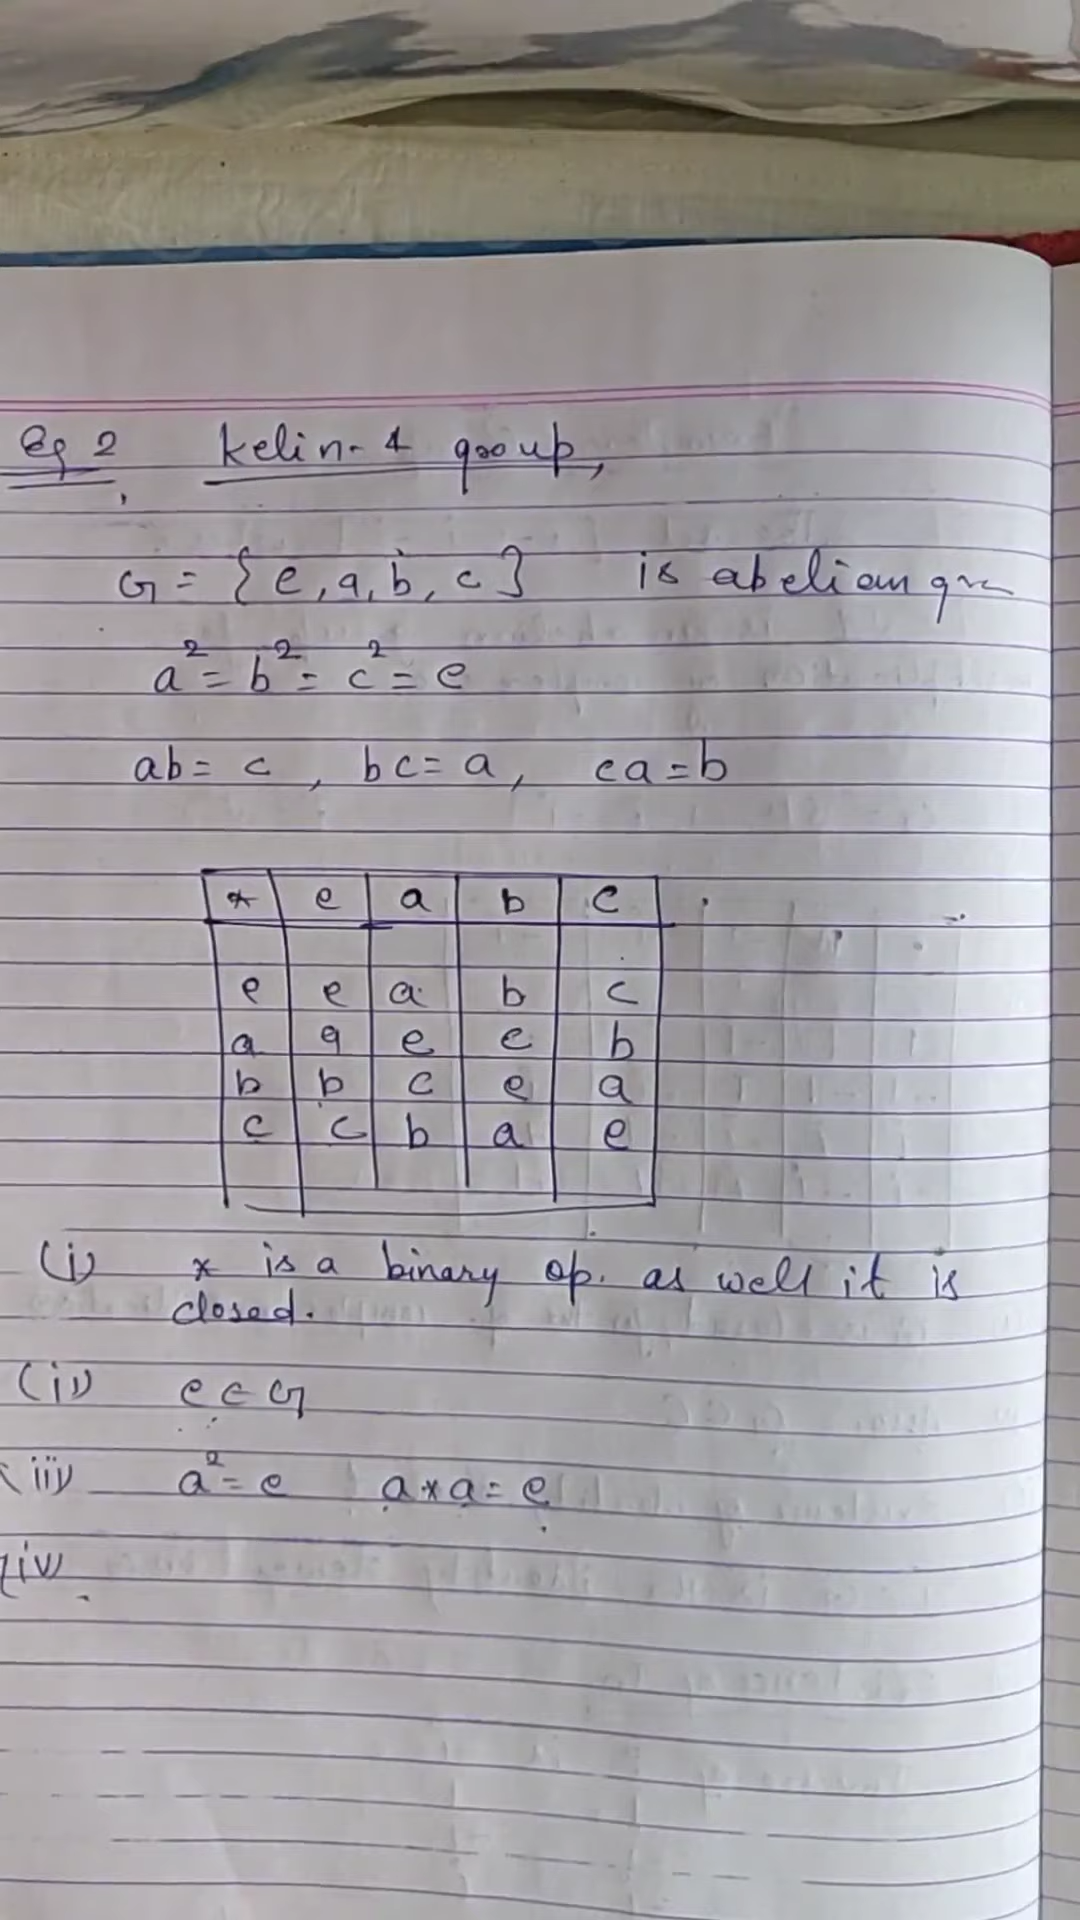 Eg 2, Kelin-4 group,
G = {e, a, b, c} is abelian gr
a² = b² = c² = e
ab = c , bc = a, ca = b
* e a b c
e e a b c
a a e e b
b b c e a
c c b a e
(i) * is a binary op. as well it is
closed.
(ii) e ∈ G
(iii) a² = e a * a = e
(iv)